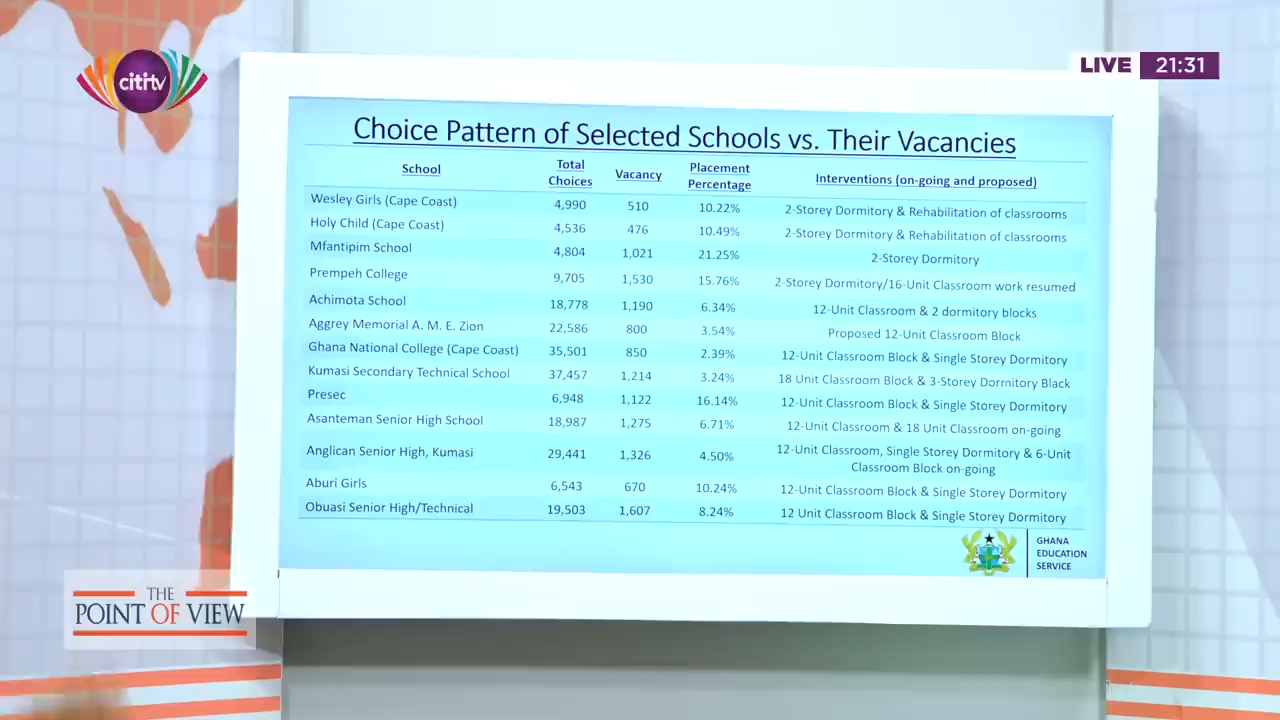 citi tv
LIVE 21:31
Choice Pattern of Selected Schools vs. Their Vacancies
School Total Choices Vacancy Placement Percentage Interventions (on-going and proposed)
Wesley Girls (Cape Coast) 4,990 510 10.22% 2-Storey Dormitory & Rehabilitation of classrooms
Holy Child (Cape Coast) 4,536 476 10.49% 2-Storey Dormitory & Rehabilitation of classrooms
Mfantipim School 4,804 1,021 21.25% 2-Storey Dormitory
Prempeh College 9,705 1,530 15.76% 2-Storey Dormitory/16-Unit Classroom work resumed
Achimota School 18,778 1,190 6.34% 12-Unit Classroom & 2 dormitory blocks
Aggrey Memorial A. M. E. Zion 22,586 800 3.54% Proposed 12-Unit Classroom Block
Ghana National College (Cape Coast) 35,501 850 2.39% 12-Unit Classroom Block & Single Storey Dormitory
Kumasi Secondary Technical School 37,457 1,214 3.24% 18 Unit Classroom Block & 3-Storey Dorrnitory Black
Presec 6,948 1,122 16.14% 12-Unit Classroom Block & Single Storey Dormitory
Asanteman Senior High School 18,987 1,275 6.71% 12-Unit Classroom & 18 Unit Classroom on-going
Anglican Senior High, Kumasi 29,441 1,326 4.50% 12-Unit Classroom, Single Storey Dormitory & 6-Unit
Classroom Block on-going
Aburi Girls 6,543 670 10.24% 12-Unit Classroom Block & Single Storey Dormitory
Obuasi Senior High/Technical 19,503 1,607 8.24% 12 Unit Classroom Block & Single Storey Dormitory
GHANA
EDUCATION
SERVICE
THE
POINT OF VIEW